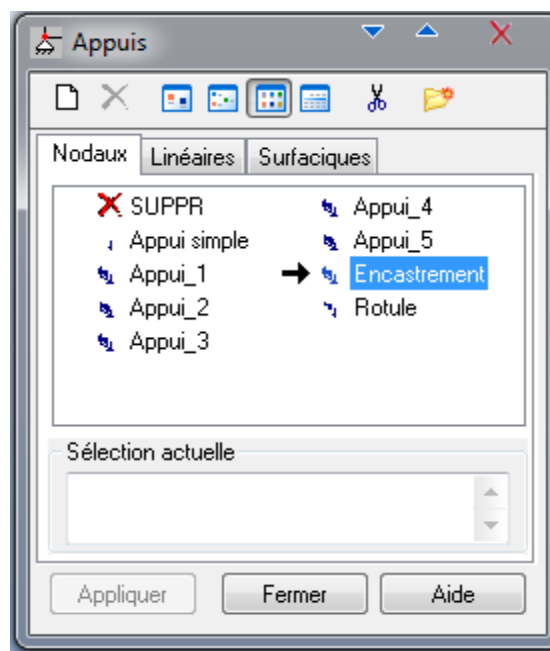 Appuis
Nodaux Linéaires Surfaciques
SUPPR
Appui simple
Appui_1
Appui_2
Appui_3
Appui_4
Appui_5
Encastrement
Rotule
Sélection actuelle
Appliquer Fermer Aide